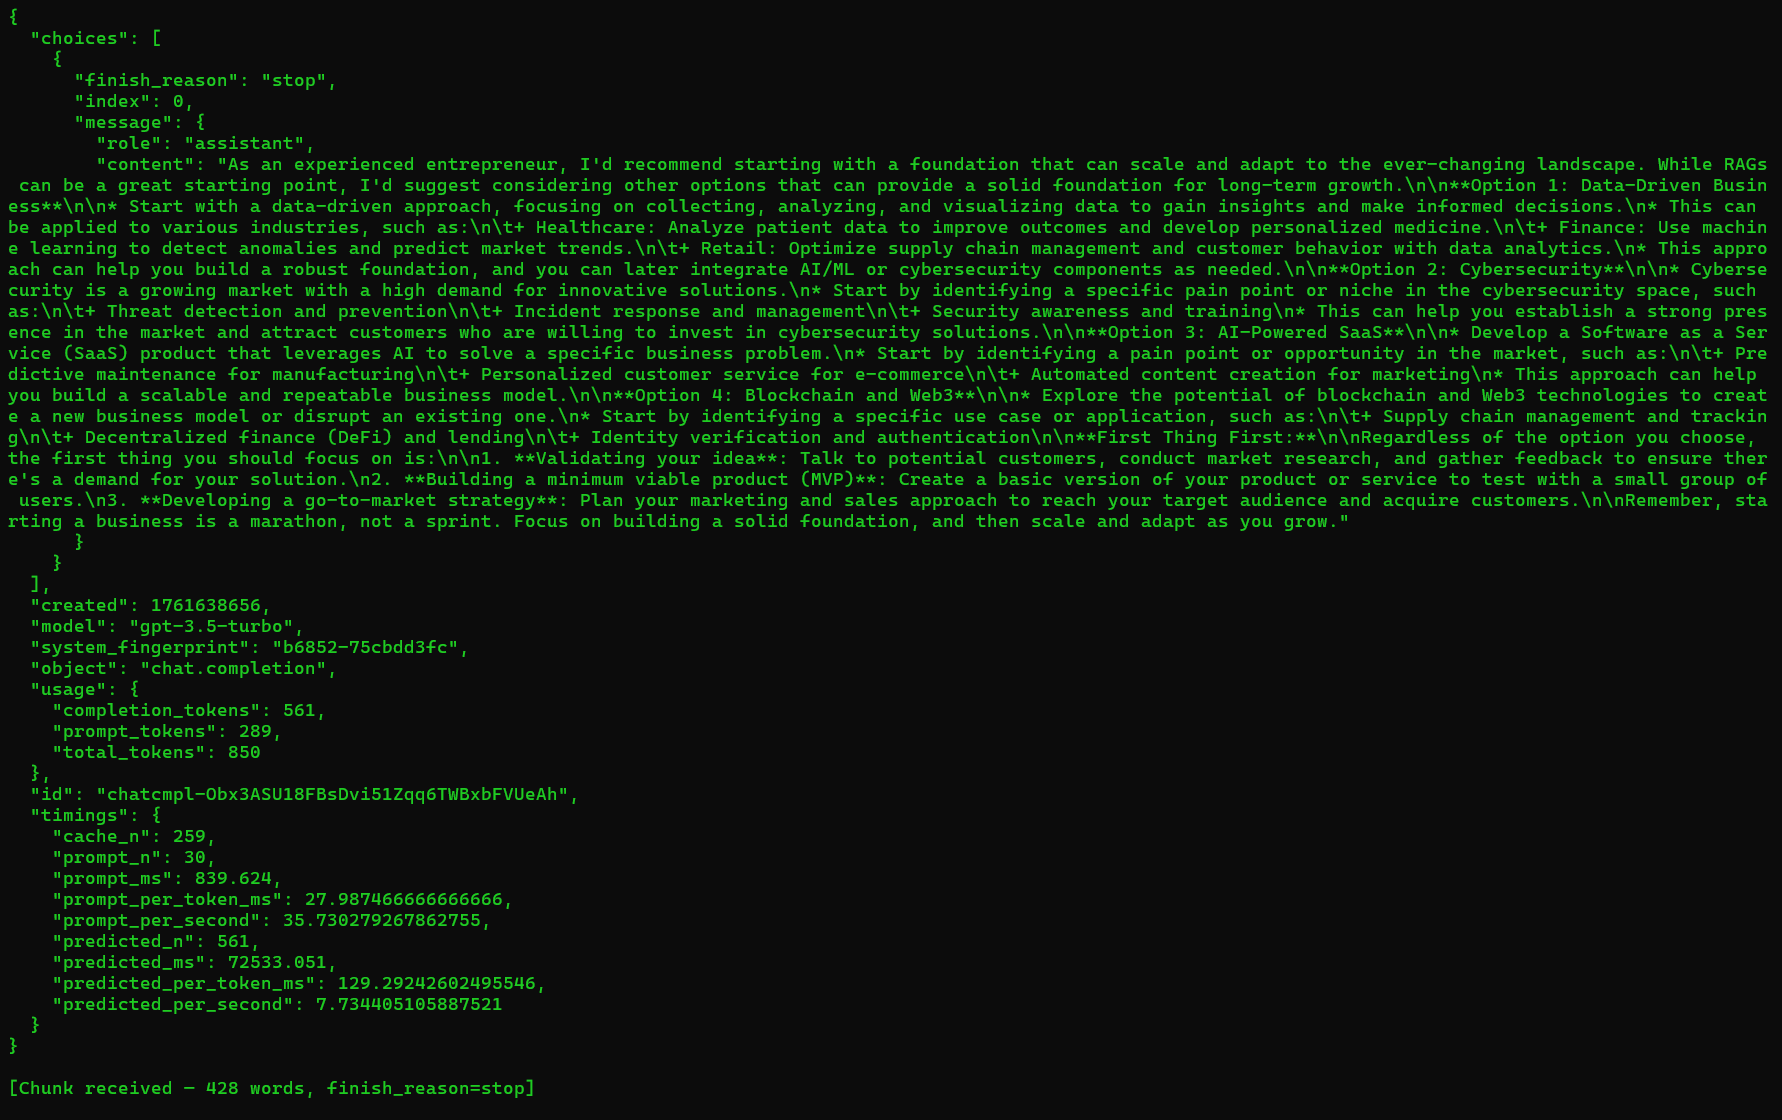 {
  "choices": [
    {
      "finish_reason": "stop",
      "index": 0,
      "message": {
        "role": "assistant",
        "content": "As an experienced entrepreneur, I'd recommend starting with a foundation that can scale and adapt to the ever-changing landscape. While RAGs
 can be a great starting point, I'd suggest considering other options that can provide a solid foundation for long-term growth.\n\n**Option 1: Data-Driven Busin
ess**\n\n* Start with a data-driven approach, focusing on collecting, analyzing, and visualizing data to gain insights and make informed decisions.\n* This can
be applied to various industries, such as:\n\t+ Healthcare: Analyze patient data to improve outcomes and develop personalized medicine.\n\t+ Finance: Use machin
e learning to detect anomalies and predict market trends.\n\t+ Retail: Optimize supply chain management and customer behavior with data analytics.\n* This appro
ach can help you build a robust foundation, and you can later integrate AI/ML or cybersecurity components as needed.\n\n**Option 2: Cybersecurity**\n\n* Cyberse
curity is a growing market with a high demand for innovative solutions.\n* Start by identifying a specific pain point or niche in the cybersecurity space, such
as:\n\t+ Threat detection and prevention\n\t+ Incident response and management\n\t+ Security awareness and training\n* This can help you establish a strong pres
ence in the market and attract customers who are willing to invest in cybersecurity solutions.\n\n**Option 3: AI-Powered SaaS**\n\n* Develop a Software as a Ser
vice (SaaS) product that leverages AI to solve a specific business problem.\n* Start by identifying a pain point or opportunity in the market, such as:\n\t+ Pre
dictive maintenance for manufacturing\n\t+ Personalized customer service for e-commerce\n\t+ Automated content creation for marketing\n* This approach can help
you build a scalable and repeatable business model.\n\n**Option 4: Blockchain and Web3**\n\n* Explore the potential of blockchain and Web3 technologies to creat
e a new business model or disrupt an existing one.\n* Start by identifying a specific use case or application, such as:\n\t+ Supply chain management and trackin
g\n\t+ Decentralized finance (DeFi) and lending\n\t+ Identity verification and authentication\n\n**First Thing First:**\n\nRegardless of the option you choose,
the first thing you should focus on is:\n\n1. **Validating your idea**: Talk to potential customers, conduct market research, and gather feedback to ensure ther
e's a demand for your solution.\n2. **Building a minimum viable product (MVP)**: Create a basic version of your product or service to test with a small group of
 users.\n3. **Developing a go-to-market strategy**: Plan your marketing and sales approach to reach your target audience and acquire customers.\n\nRemember, sta
rting a business is a marathon, not a sprint. Focus on building a solid foundation, and then scale and adapt as you grow."
      }
    }
  ],
  "created": 1761638656,
  "model": "gpt-3.5-turbo",
  "system_fingerprint": "b6852-75cbdd3fc",
  "object": "chat.completion",
  "usage": {
    "completion_tokens": 561,
    "prompt_tokens": 289,
    "total_tokens": 850
  },
  "id": "chatcmpl-Obx3ASU18FBsDvi51Zqq6TWBxbFVUeAh",
  "timings": {
    "cache_n": 259,
    "prompt_n": 30,
    "prompt_ms": 839.624,
    "prompt_per_token_ms": 27.987466666666666,
    "prompt_per_second": 35.730279267862755,
    "predicted_n": 561,
    "predicted_ms": 72533.051,
    "predicted_per_token_ms": 129.29242602495546,
    "predicted_per_second": 7.734405105887521
  }
}

[Chunk received — 428 words, finish_reason=stop]